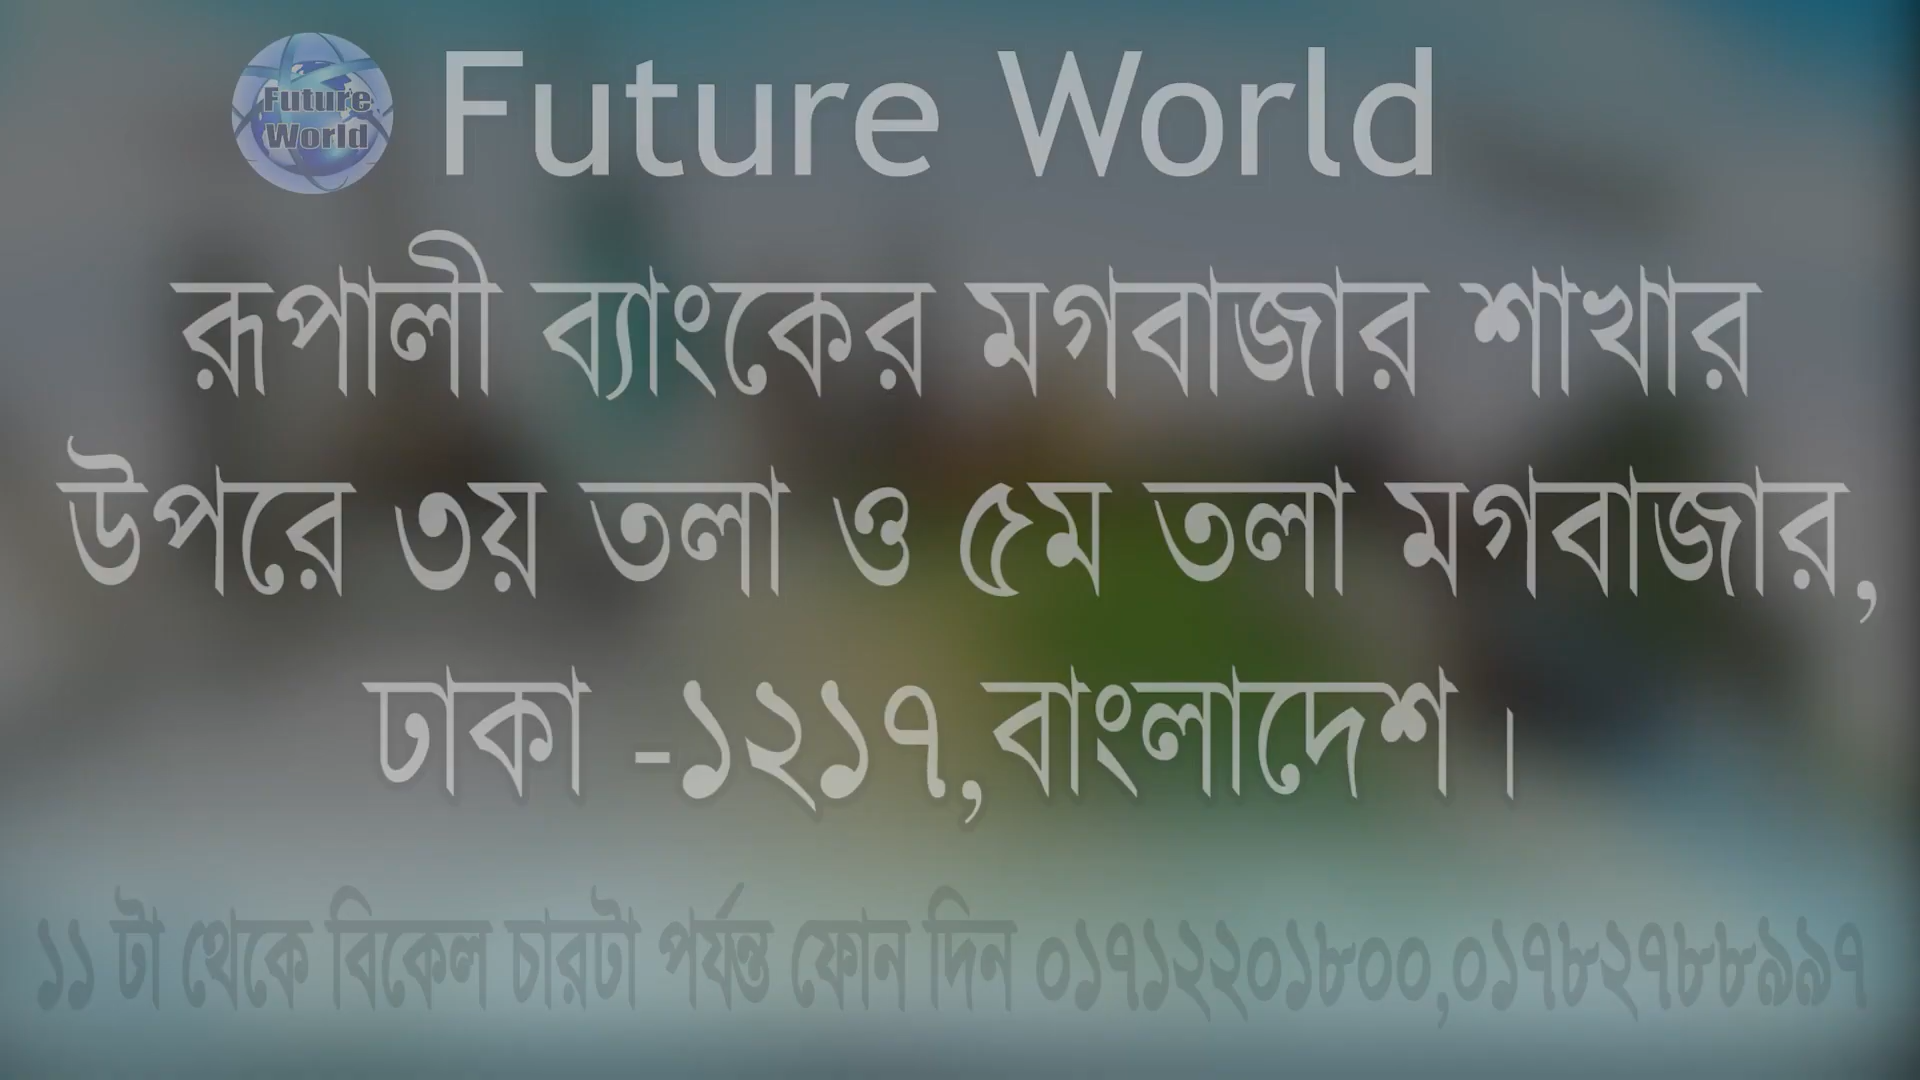 Future World
Future
World
রূপালী ব্যাংকের মগবাজার শাখার
উপরে ৩য় তলা ও ৫ম তলা মগবাজার,
ঢাকা -১২১৭,বাংলাদেশ।
১১ টা থেকে বিকেল চারটা পর্যন্ত ফোন দিন ০১৭১২২০১৮০০,০১৭৮২৭৮৮৯৯৭